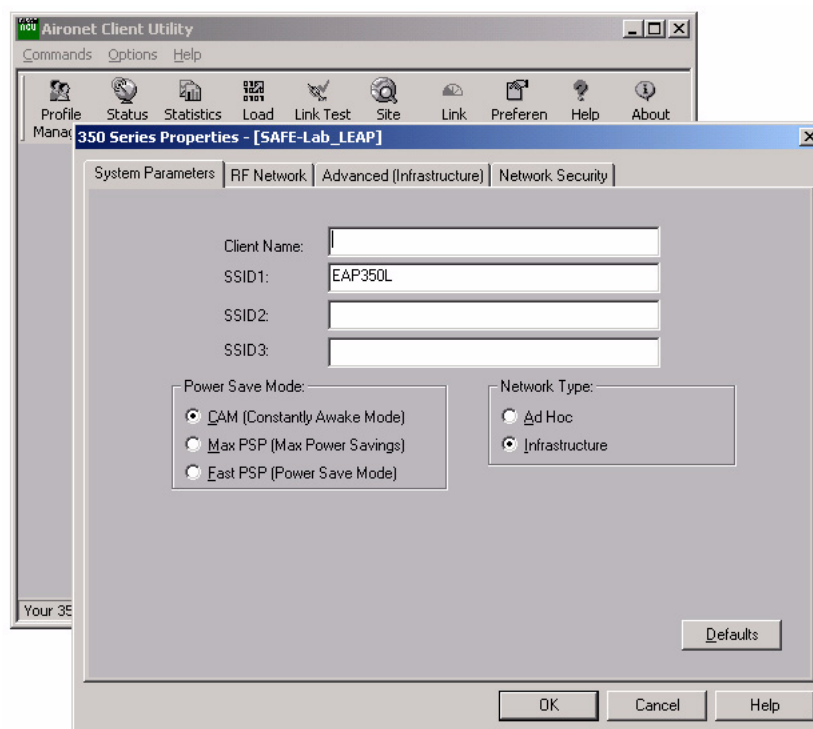 Aironet Client Utility
Commands Options Help
Profile Status Statistics Load Link Test Site Link Preferen Help About
Manag
350 Series Properties - [SAFE-Lab_LEAP]
System Parameters RF Network Advanced (Infrastructure) Network Security
Client Name:
SSID1: EAP350L
SSID2:
SSID3:
Power Save Mode:
CAM (Constantly Awake Mode)
Max PSP (Max Power Savings)
Fast PSP (Power Save Mode)
Network Type:
Ad Hoc
Infrastructure
Your 35
Defaults
OK Cancel Help